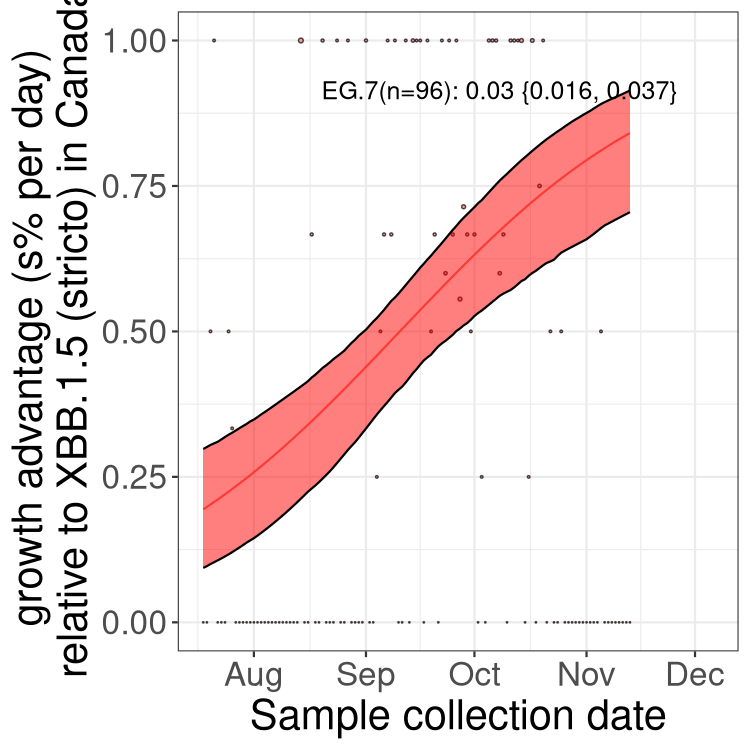 growth advantage (s% per day)
relative to XBB.1.5 (stricto) in Canada
1.00
0.75
0.50
0.25
0.00
EG.7(n=96): 0.03 {0.016, 0.037}
Aug Sep Oct Nov Dec
Sample collection date